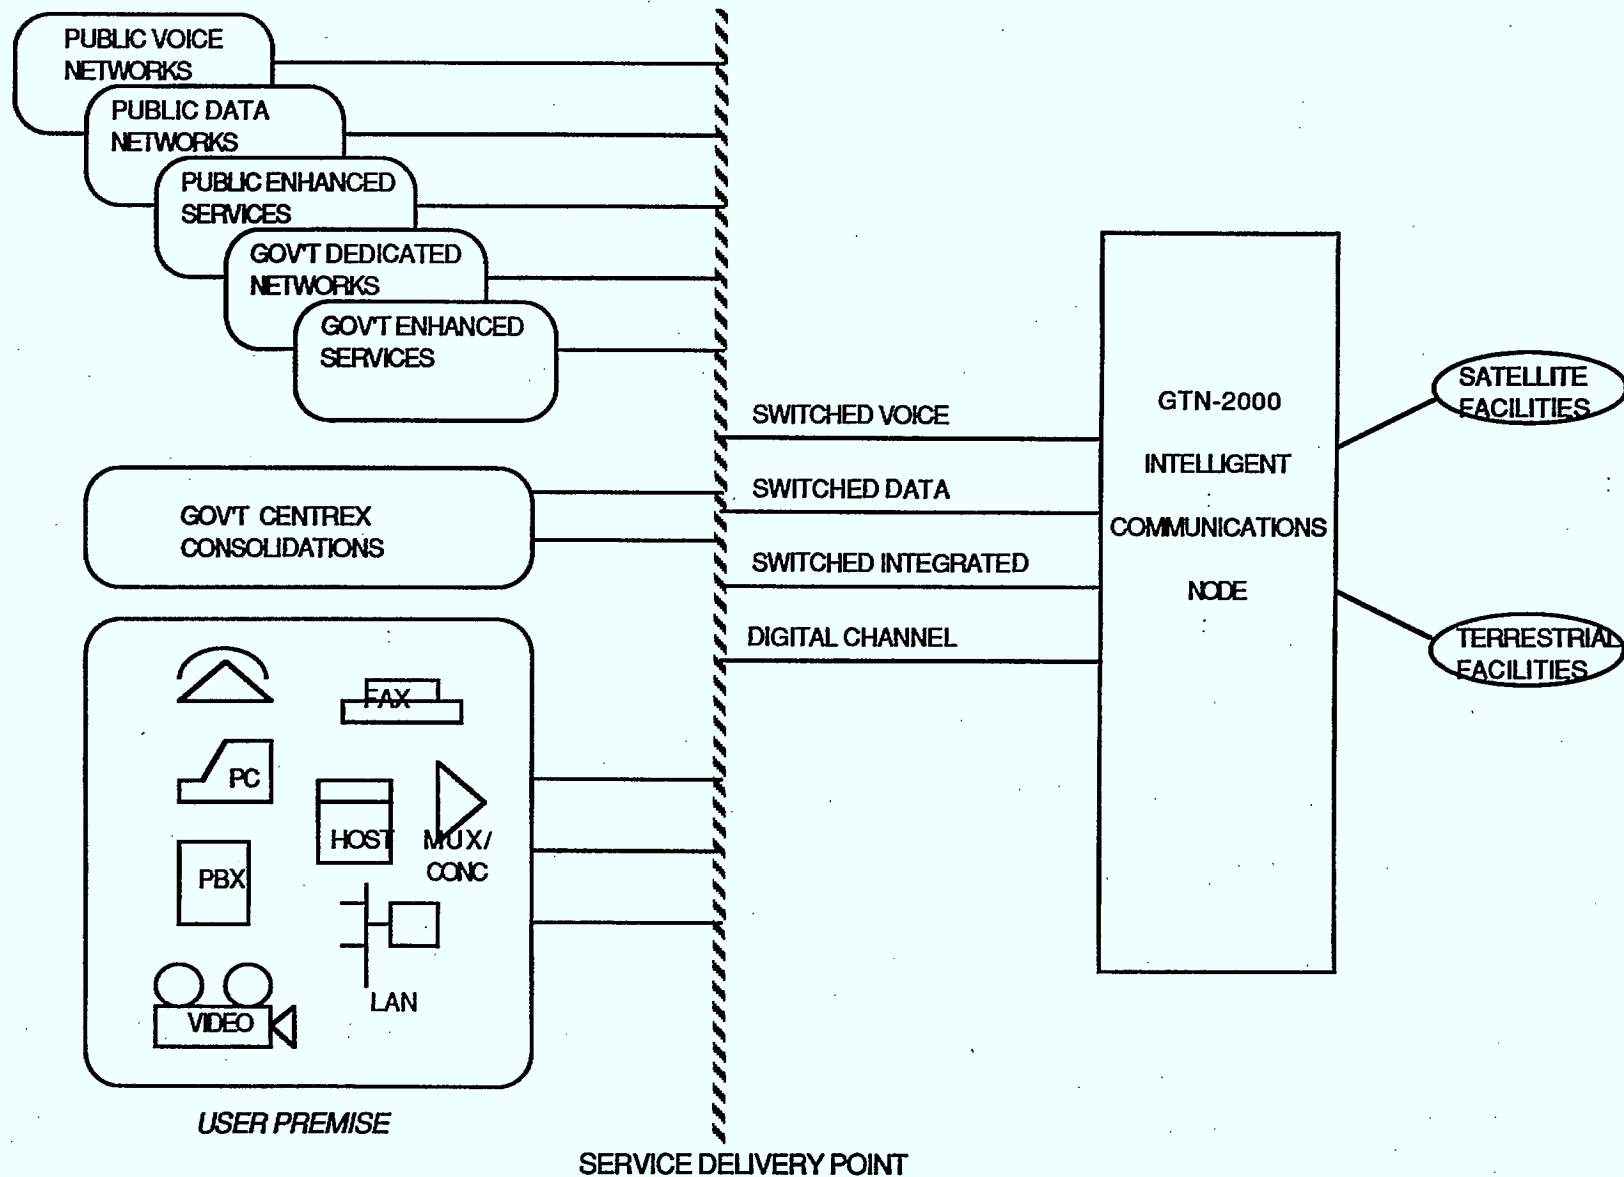 PUBLIC VOICE
NETWORKS
PUBLIC DATA
NETWORKS
PUBLIC ENHANCED
SERVICES
GOV'T DEDICATED
NETWORKS
GOV'T ENHANCED
SERVICES
GOV'T CENTREX
CONSOLIDATIONS
FAX
PC
HOST
MUX/
CONC
PBX
LAN
VIDEO
USER PREMISE
SERVICE DELIVERY POINT
SWITCHED VOICE
SWITCHED DATA
SWITCHED INTEGRATED
DIGITAL CHANNEL
GTN-2000
INTELLIGENT
COMMUNICATIONS
NODE
SATELLITE
FACILITIES
TERRESTRIAL
FACILITIES